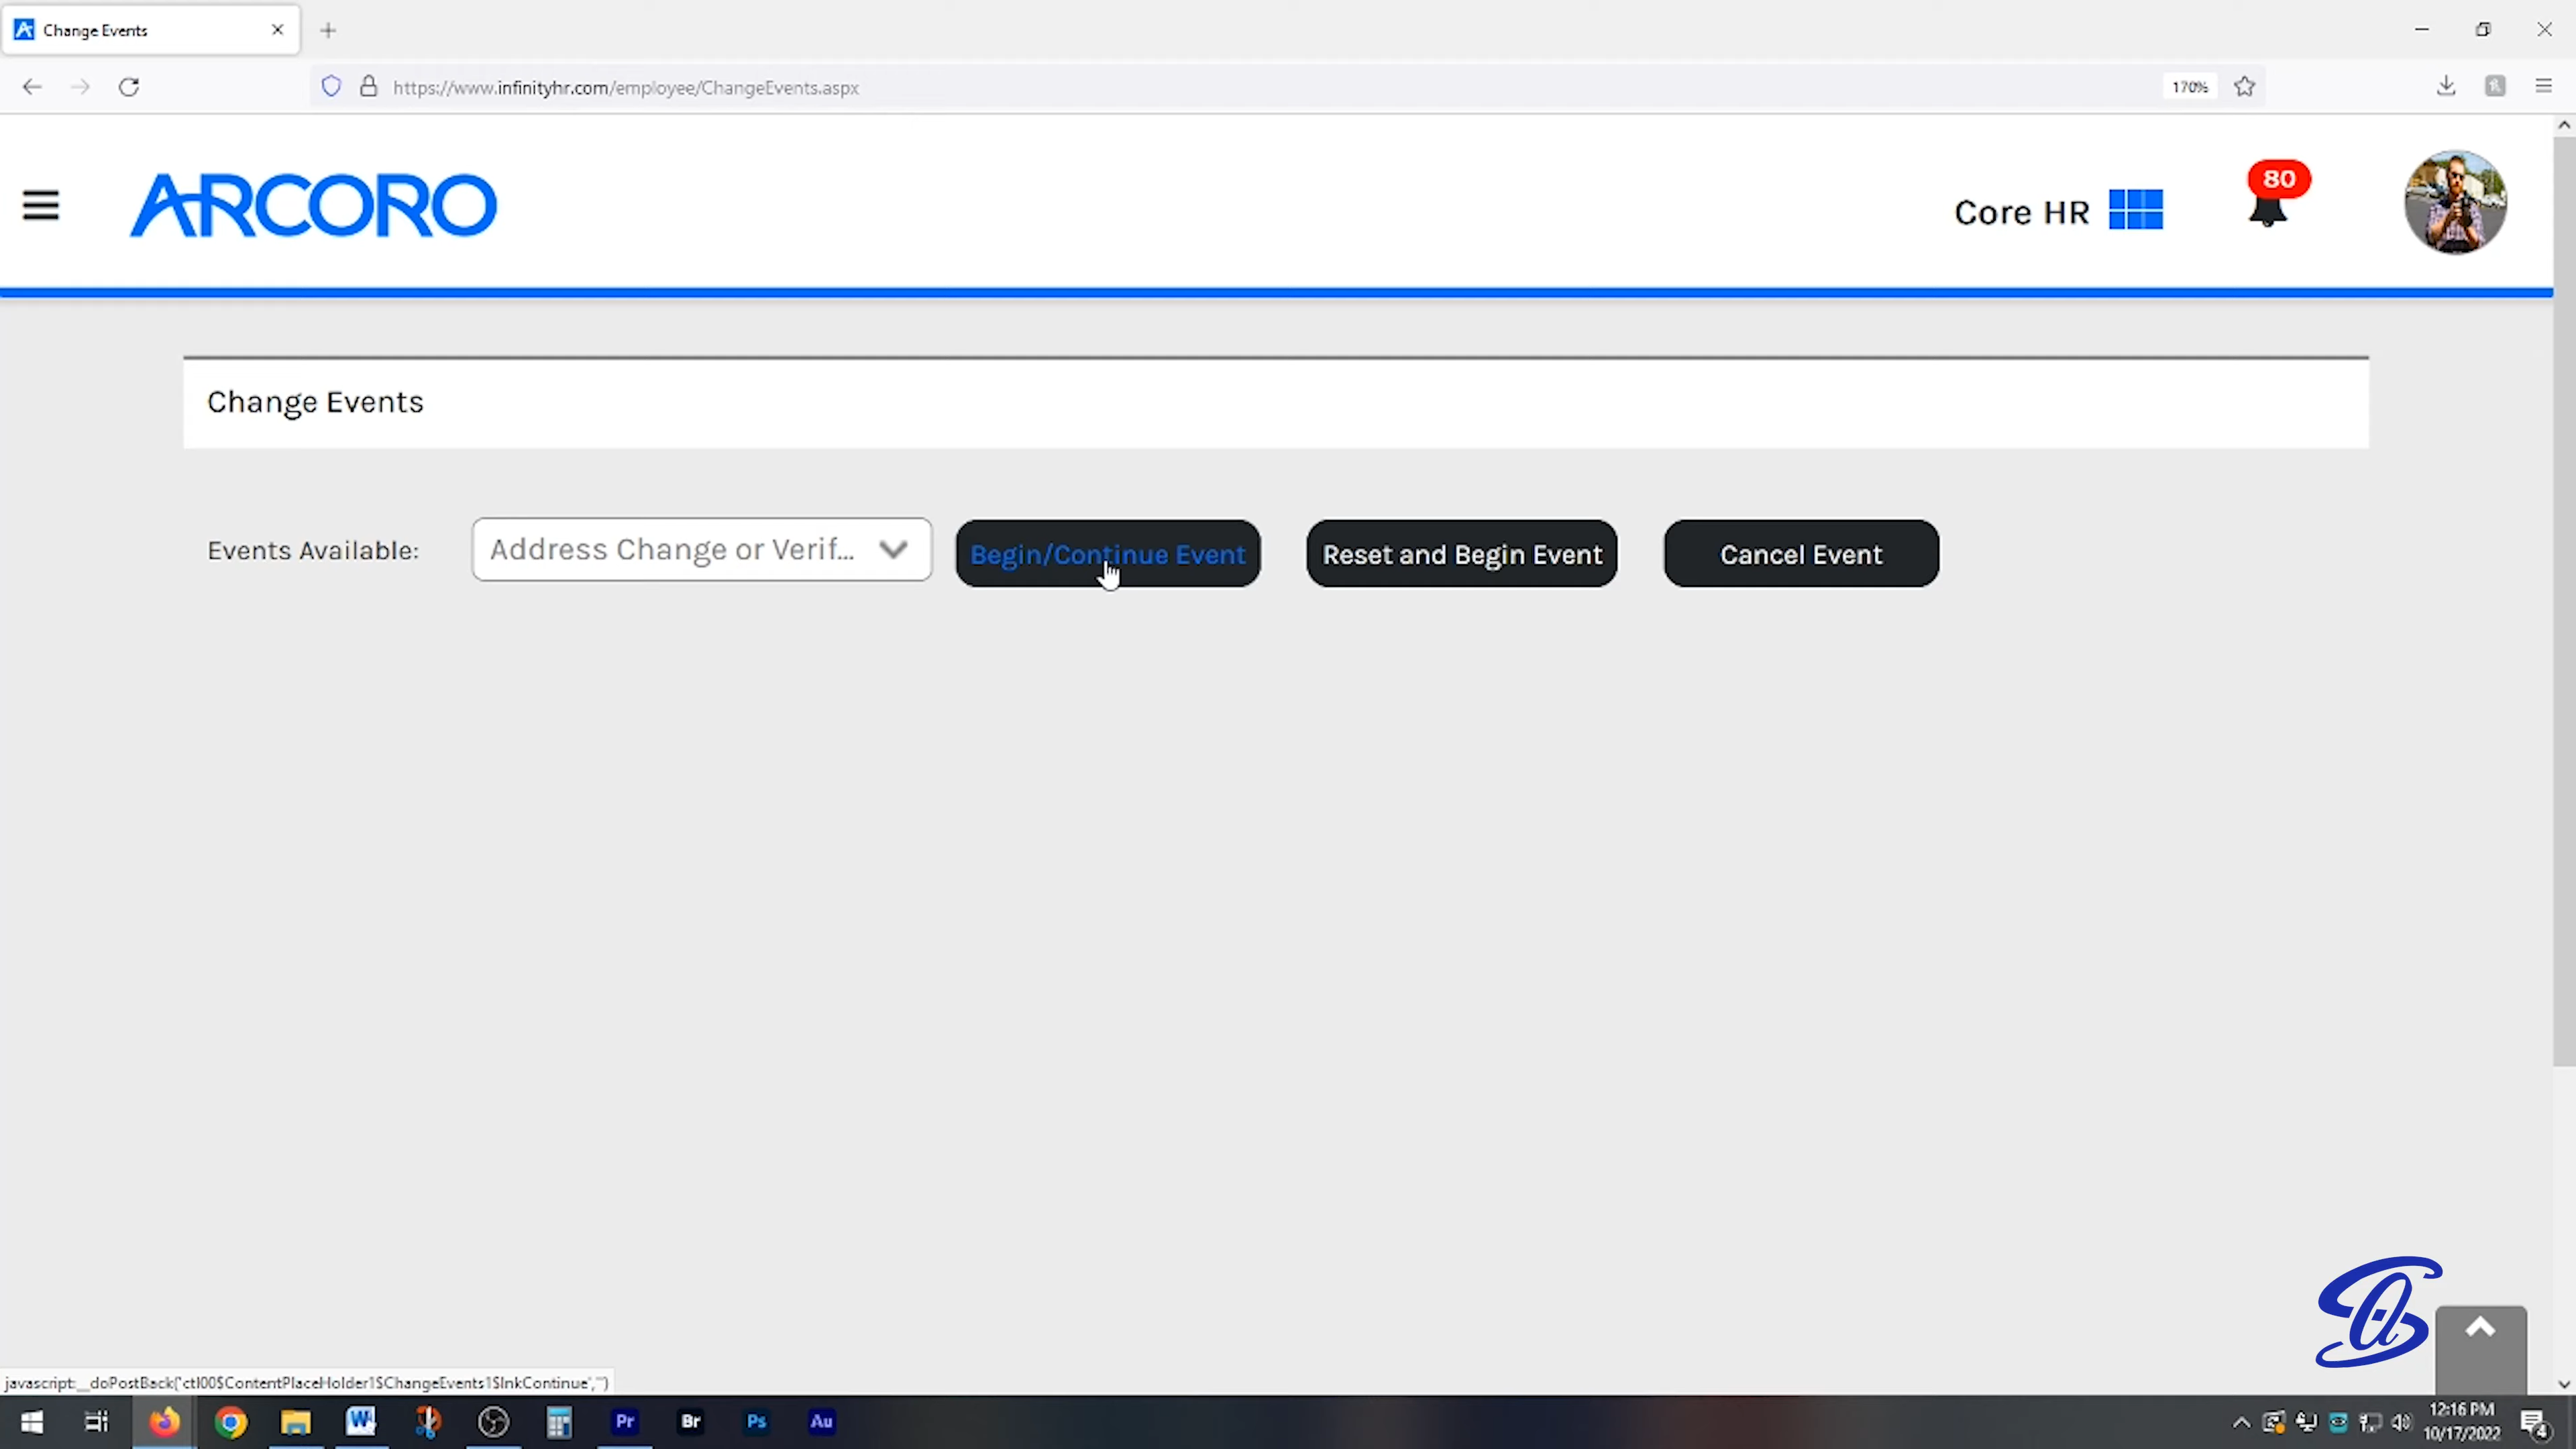 Change Events
https://www.infinityhr.com/employee/ChangeEvents.aspx
170%
ARCORO
Core HR
80
Change Events
Events Available:
Address Change or Verif...
Begin/Continue Event
Reset and Begin Event
Cancel Event
javascript:__doPostBack('ctl00$ContentPlaceHolder1$ChangeEvents1$lnkContinue','')
W
Pr
Br
Ps
Au
12:16 PM
10/17/2022
4